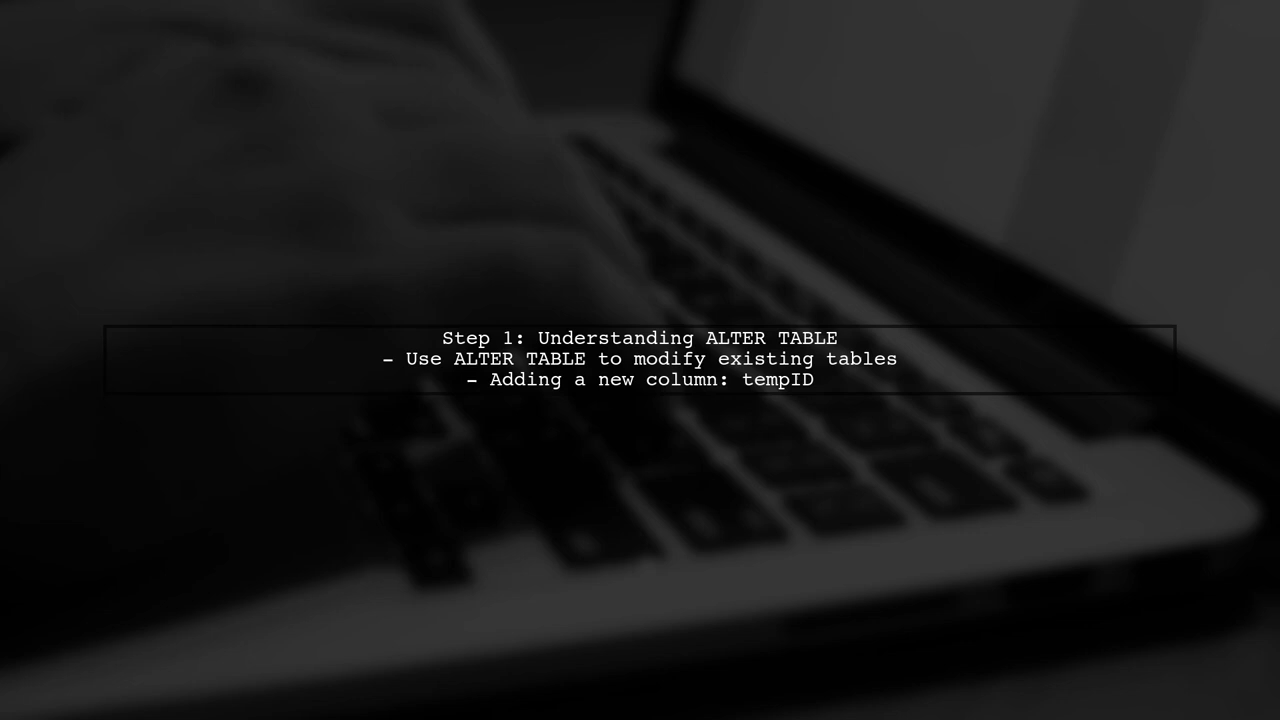 Step 1: Understanding ALTER TABLE
- Use ALTER TABLE to modify existing tables
- Adding a new column: tempID